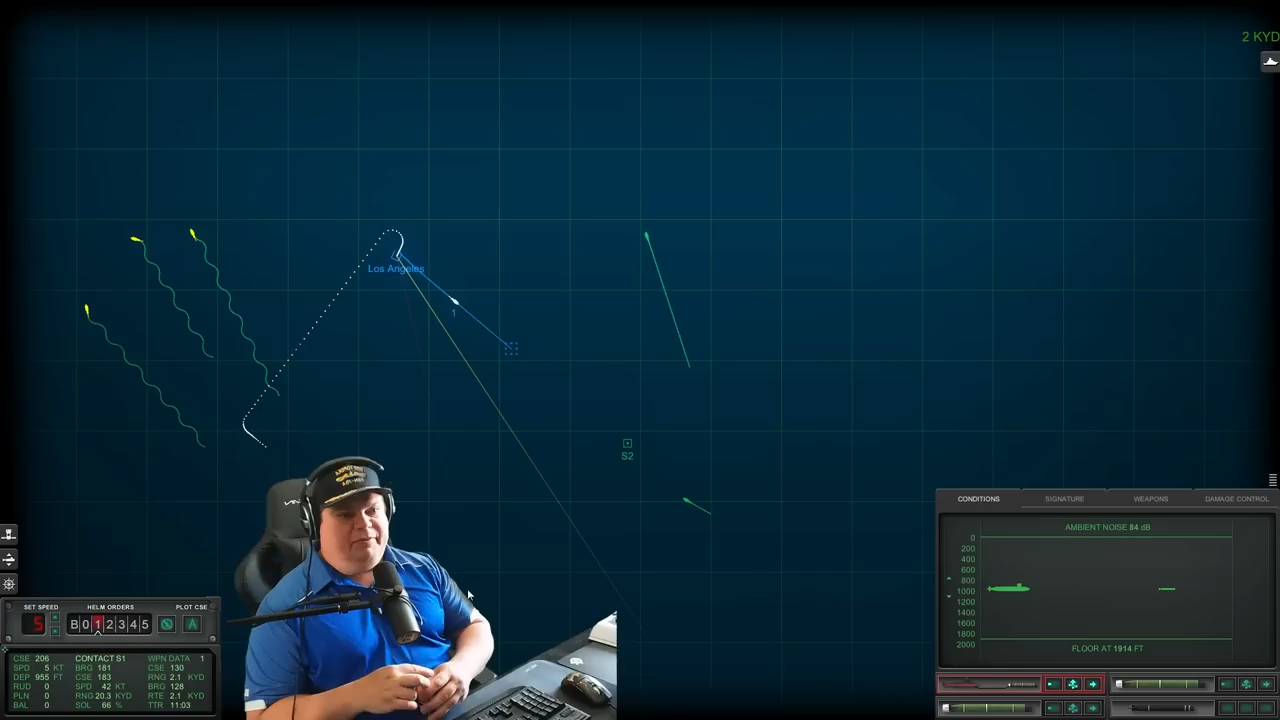 2 KYD
Los Angeles
1
S2
CONDITIONS
SIGNATURE
WEAPONS
DAMAGE CONTROL
AMBIENT NOISE 84 dB
0
200
400
600
800
1000
1200
1400
1600
1800
2000
FLOOR AT 1914 FT
SET SPEED
HELM ORDERS
PLOT CSE
5
B 0 1 2 3 4 5
A
CSE 206 CONTACT S1 WPN DATA 1
SPD 5 KT BRG 181 CSE 130
DEP 955 FT CSE 183 RNG 2.1 KYD
RUD 0 SPD 42 KT BRG 128
PLN 0 RNG 20.3 KYD RTE 2.1 KYD
BAL 0 SOL 66 % TTR 11:03